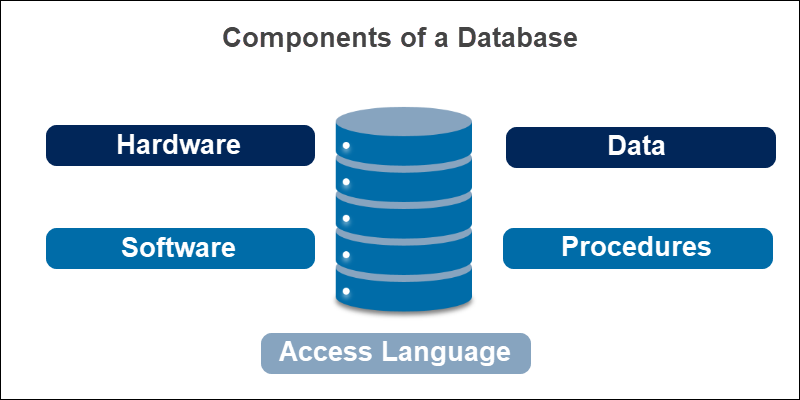 Components of a Database
Hardware
Data
Software
Procedures
Access Language